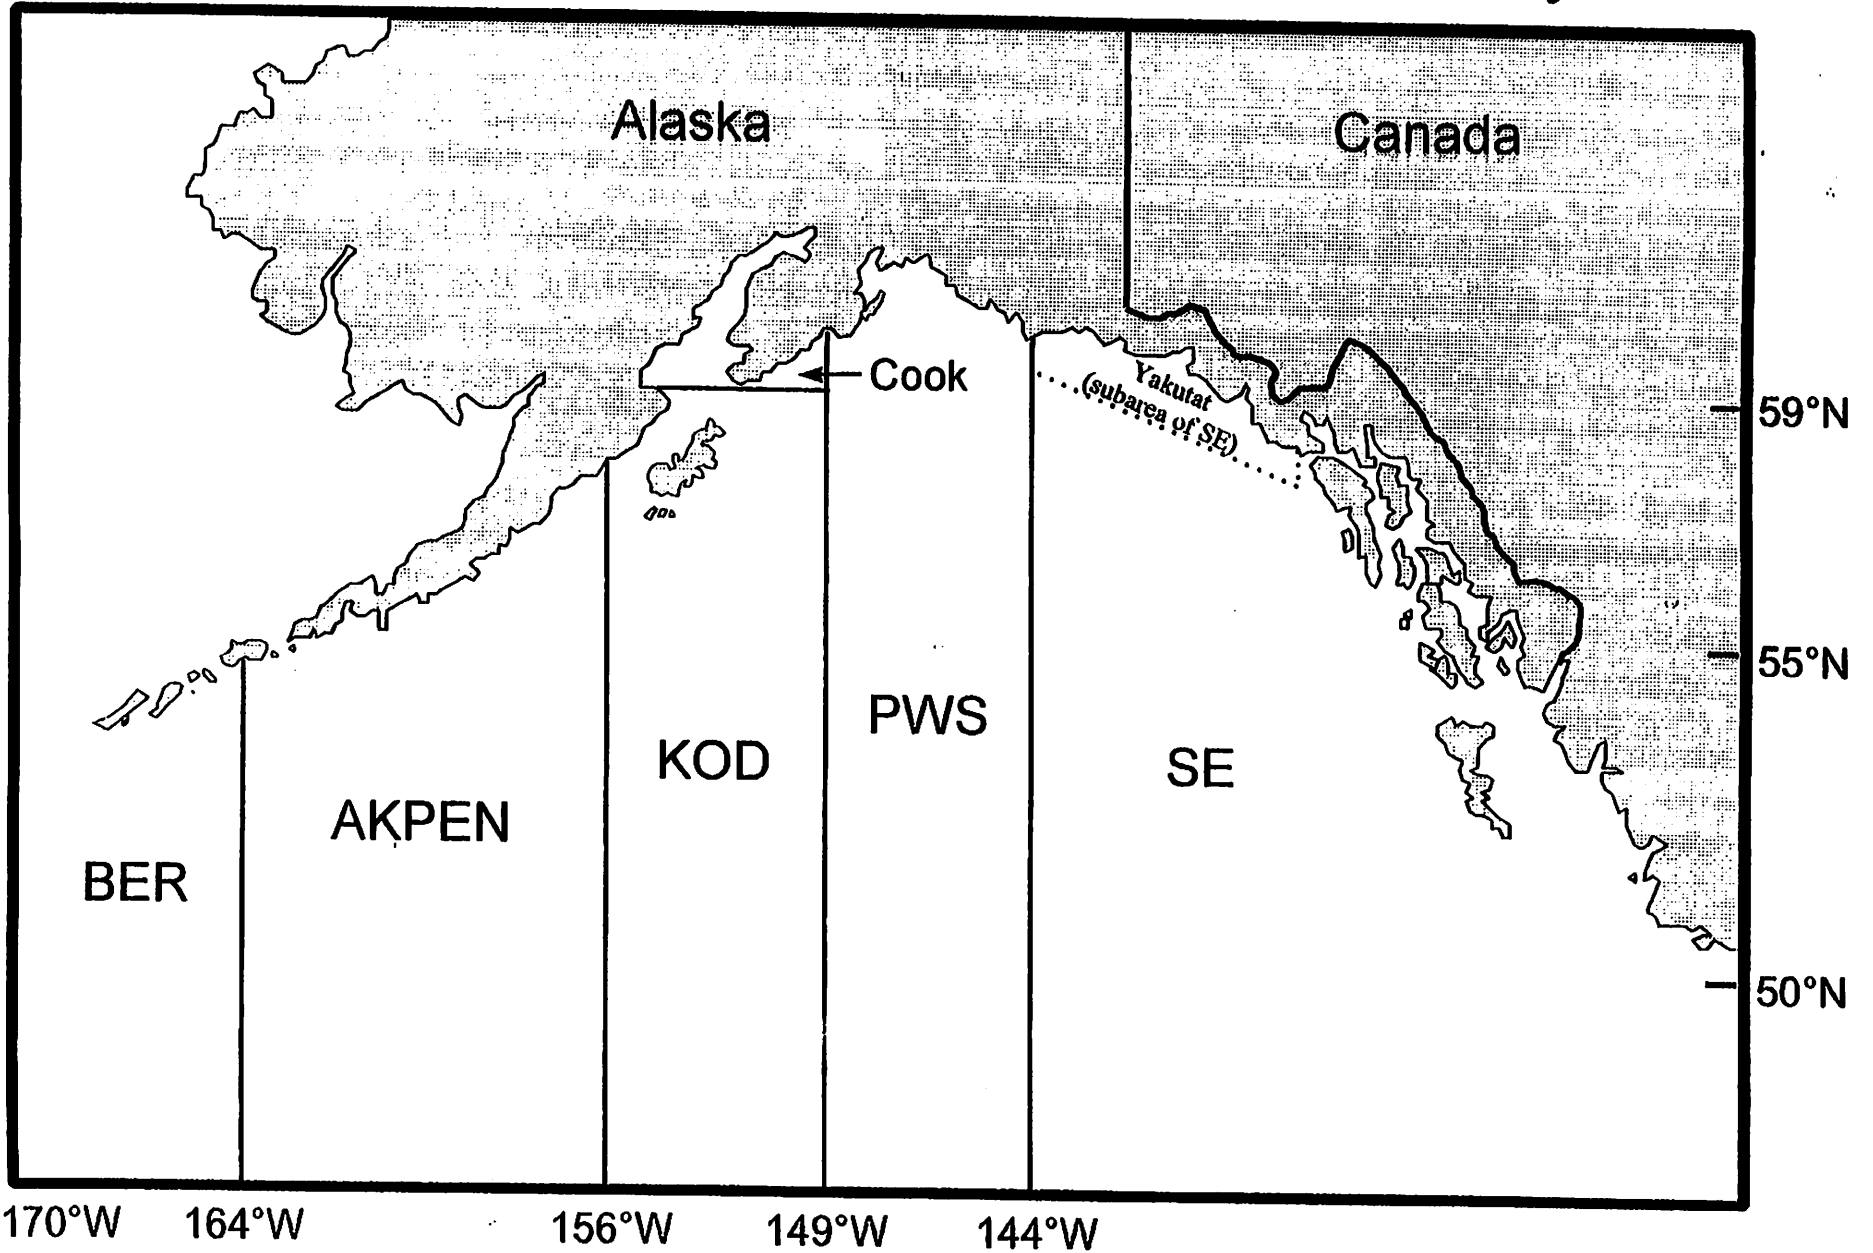 Alaska
Canada
Cook
Yakutat
(subarea of SE)
59°N
55°N
PWS
KOD
SE
AKPEN
BER
50°N
170°W
164°W
156°W
149°W
144°W